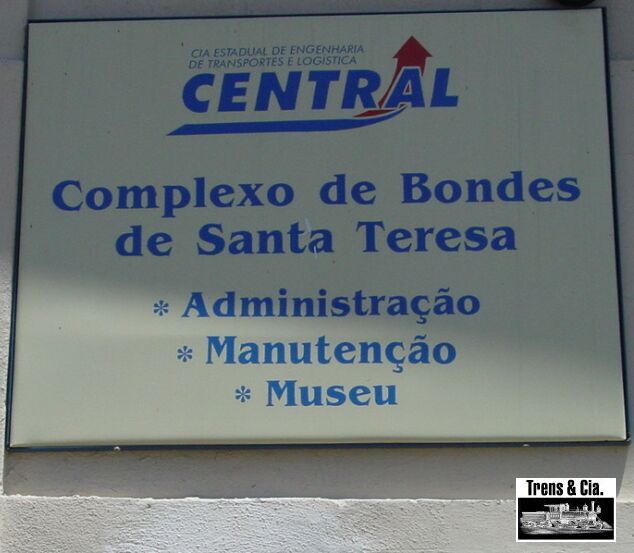 CIA ESTADUAL DE ENGENHARIA
DE TRANSPORTES E LOGÍSTICA
CENTRAL
Complexo de Bondes
de Santa Teresa
* Administração
* Manutenção
* Museu
Trens & Cia.